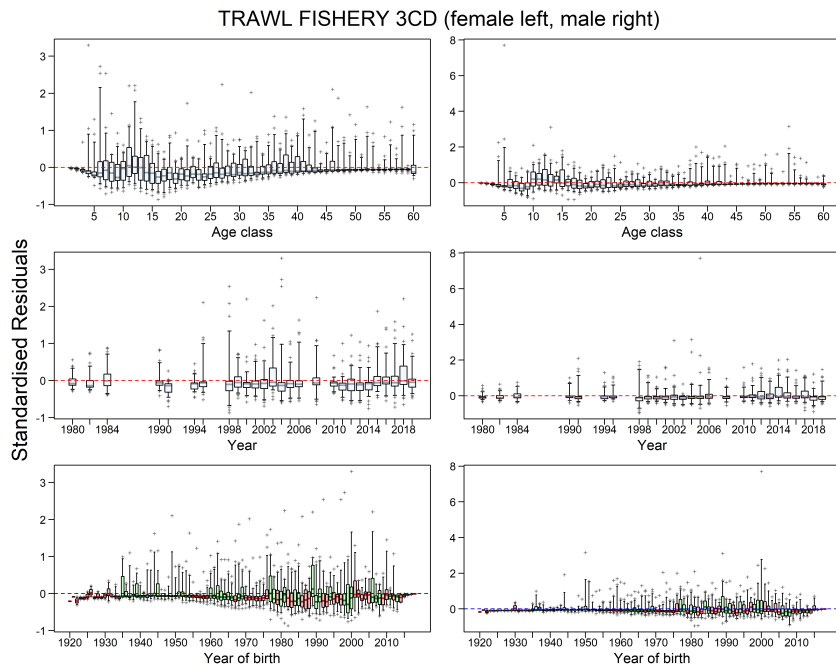 TRAWL FISHERY 3CD (female left, male right)
Standardised Residuals
3
2
1
0
-1
5 10 15 20 25 30 35 40 45 50 55 60
Age class
8
6
4
2
0
5 10 15 20 25 30 35 40 45 50 55 60
Age class
3
2
1
0
-1
1980 1984 1990 1994 1998 2002 2006 2010 2014 2018
Year
8
6
4
2
0
1980 1984 1990 1994 1998 2002 2006 2010 2014 2018
Year
3
2
1
0
-1
1920 1930 1940 1950 1960 1970 1980 1990 2000 2010
Year of birth
8
6
4
2
0
1920 1930 1940 1950 1960 1970 1980 1990 2000 2010
Year of birth